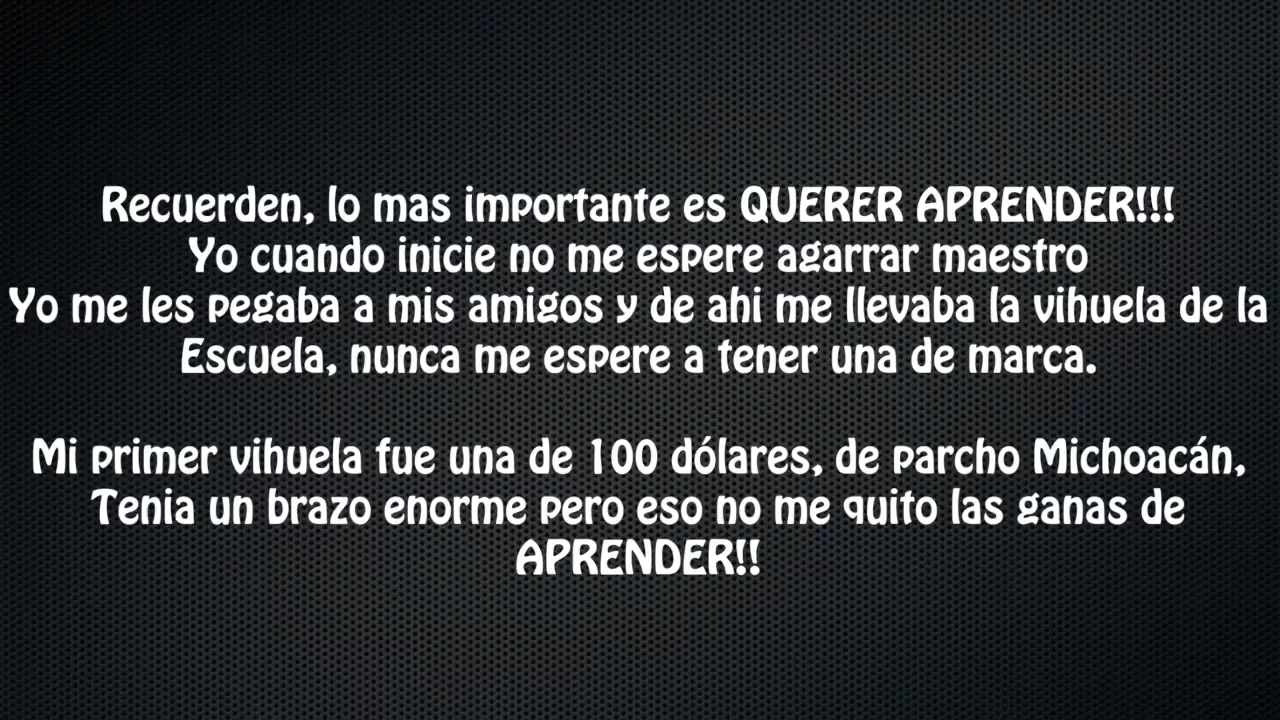 Recuerden, lo mas importante es QUERER APRENDER!!!
Yo cuando inicie no me espere agarrar maestro
Yo me les pegaba a mis amigos y de ahi me llevaba la vihuela de la
Escuela, nunca me espere a tener una de marca.
Mi primer vihuela fue una de 100 dólares, de parcho Michoacán,
Tenia un brazo enorme pero eso no me quito las ganas de
APRENDER!!